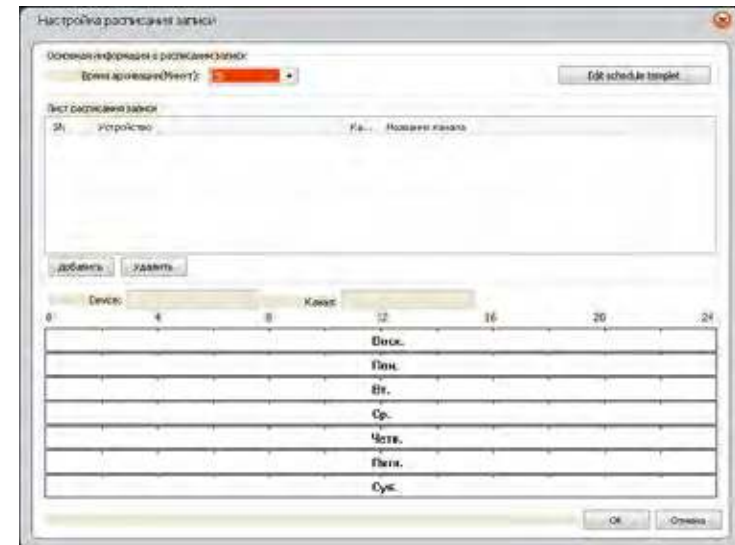 Настройка расписания записи
Основная информация о расписании записи
Время архивации(Минут):
Edit schedule templet
Лист расписания записи
SN Устройство Ка... Название канала
добавить удалить
Device: Канал:
0 4 8 12 16 20 24
Воск.
Пон.
Вт.
Ср.
Четв.
Пятн.
Суб.
OK Отмена